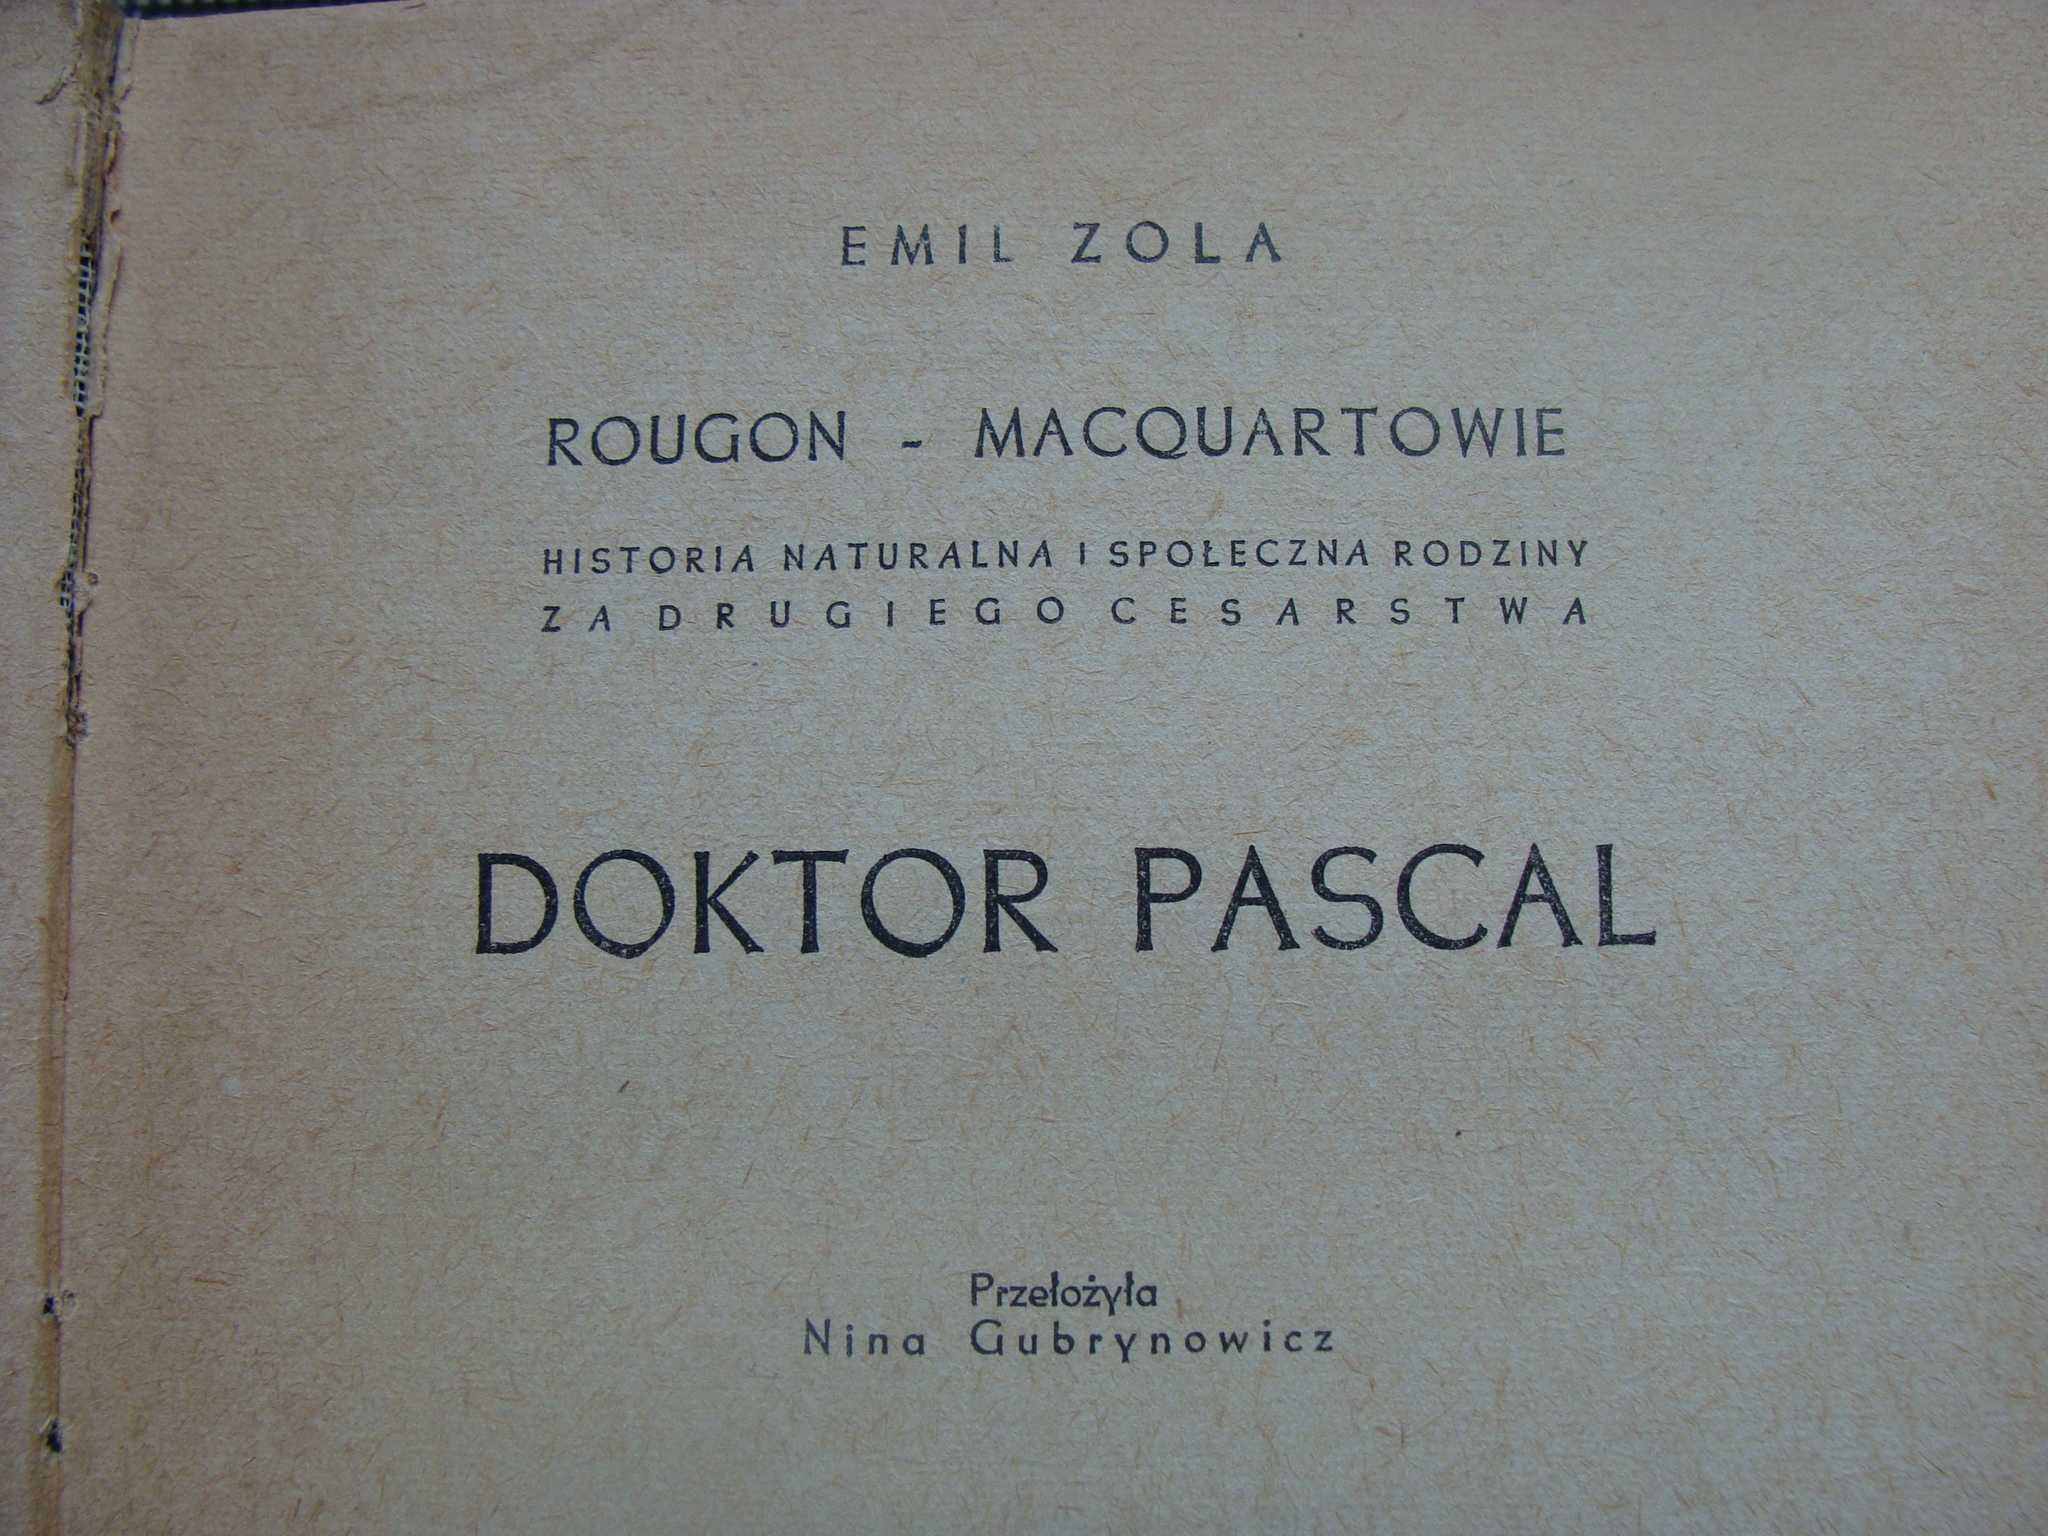 EMIL ZOLA
ROUGON - MACQUARTOWIE
HISTORIA NATURALNA I SPOŁECZNA RODZINY
ZA DRUGIEGO CESARSTWA
DOKTOR PASCAL
Przełożyła
Nina Gubrynowicz